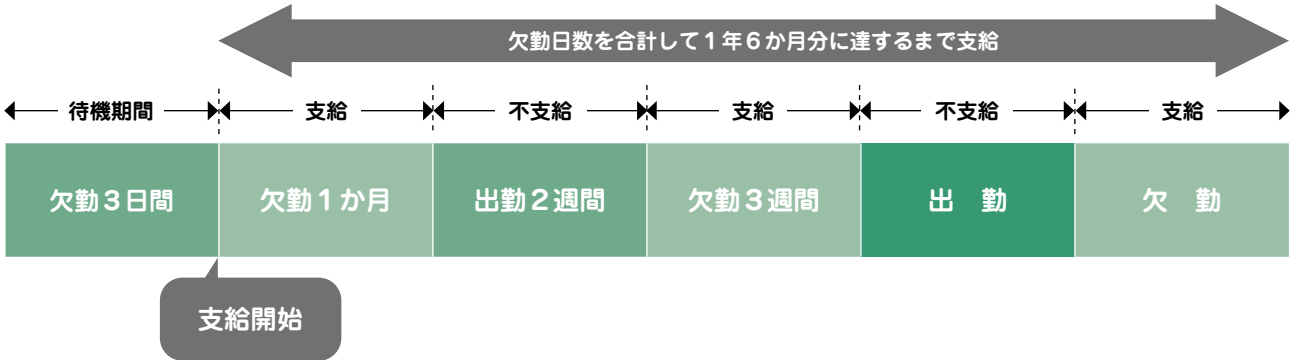 欠勤日数を合計して１年６か月分に達するまで支給
待機期間 支給 不支給 支給 不支給 支給
欠勤３日間 欠勤１か月 出勤２週間 欠勤３週間 出　勤 欠　勤
支給開始